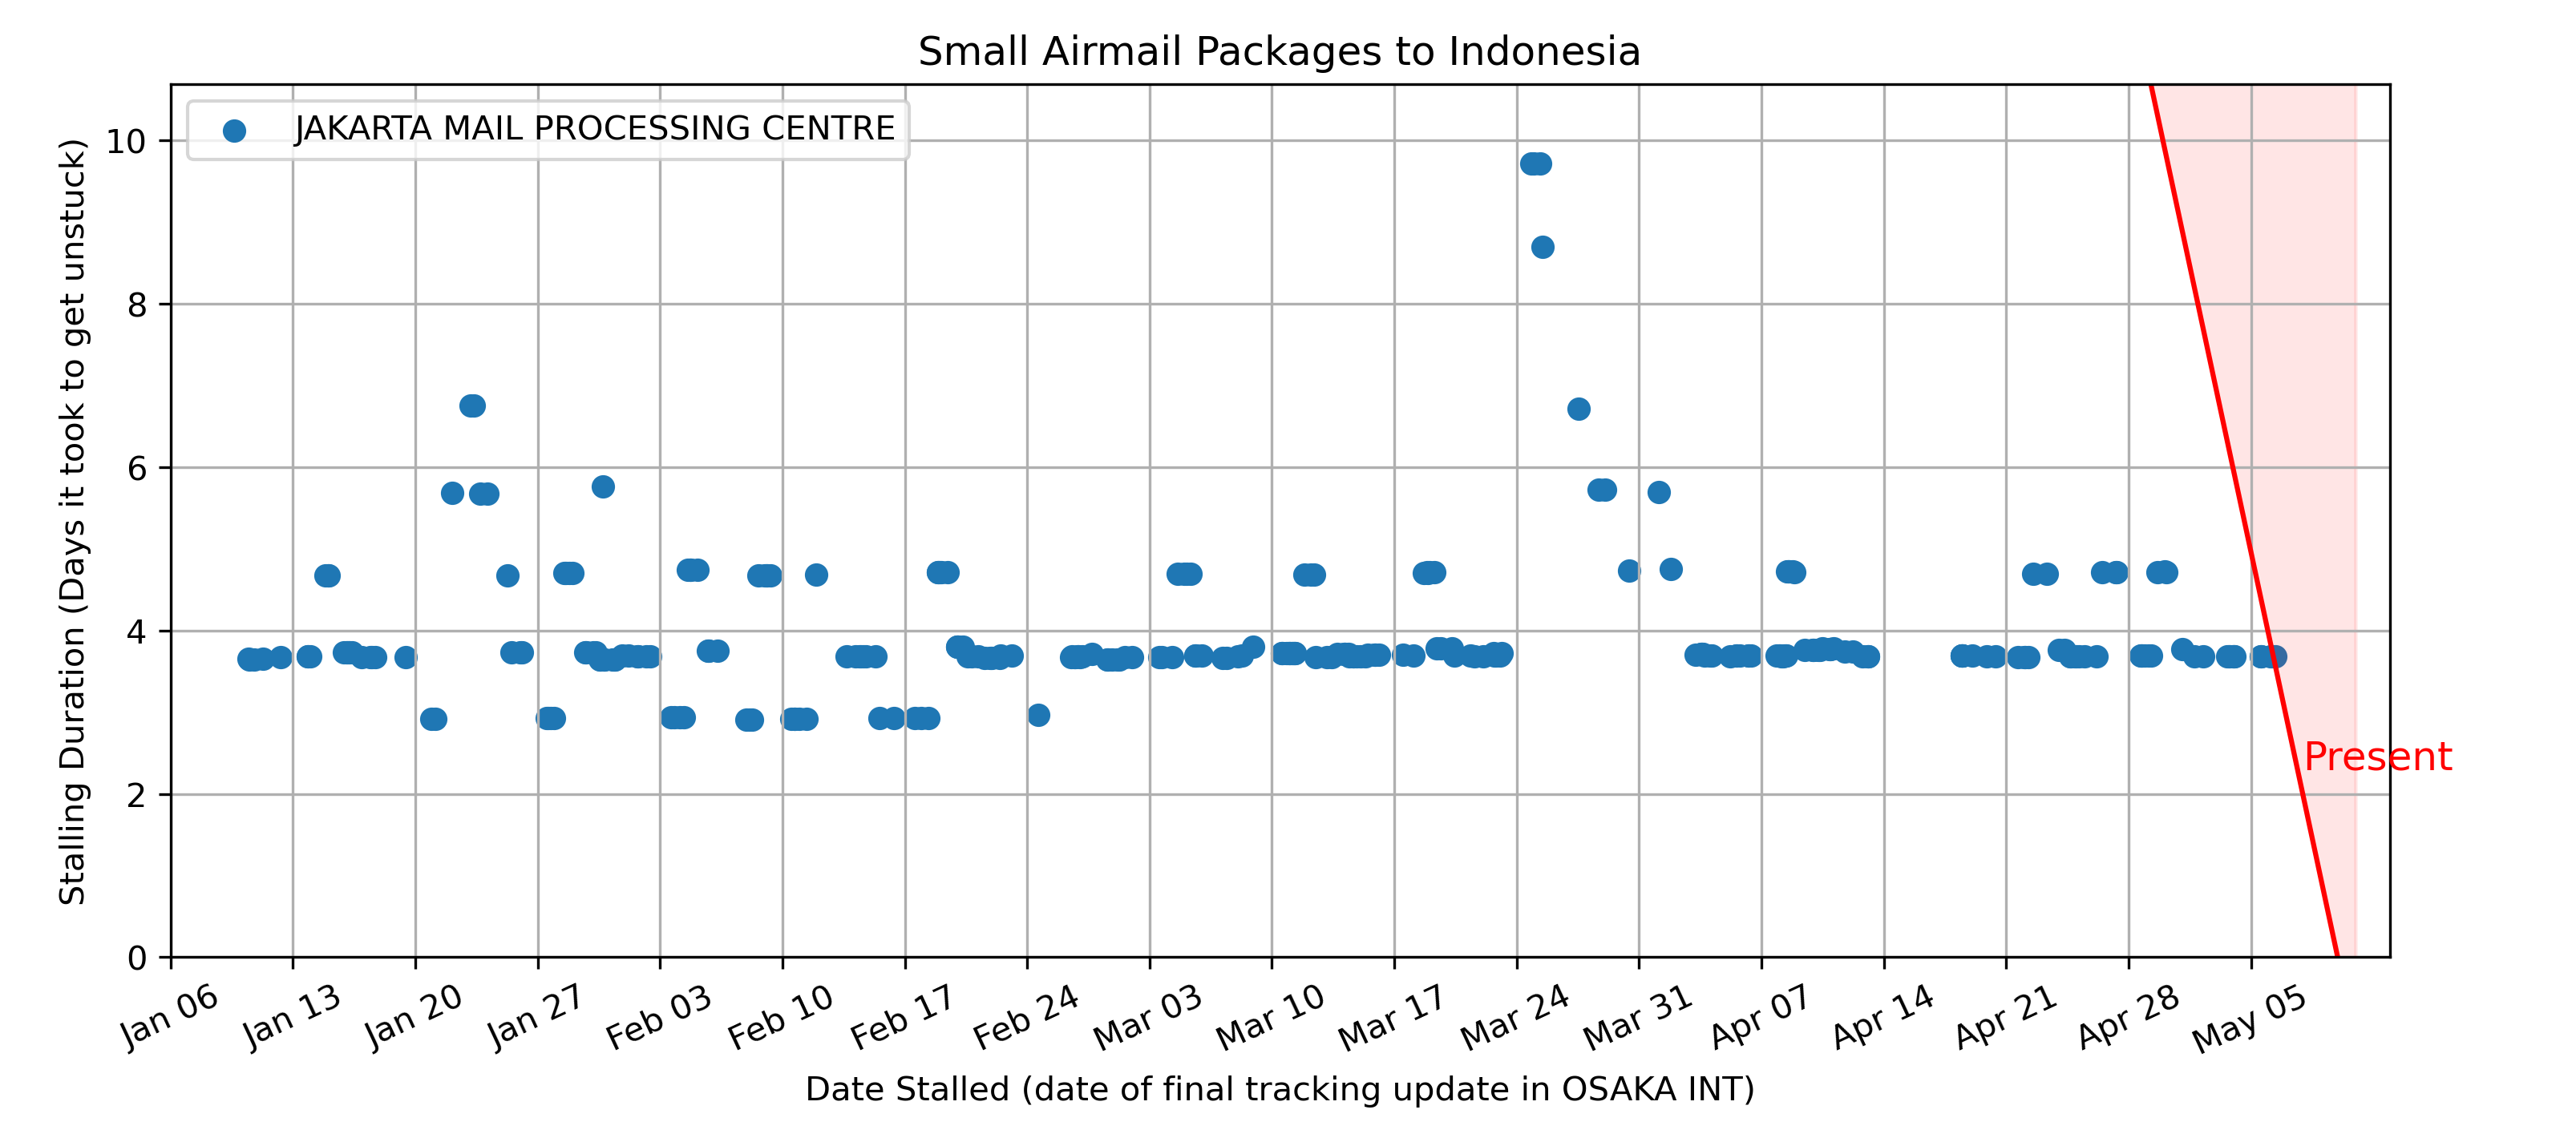 Small Airmail Packages to Indonesia
JAKARTA MAIL PROCESSING CENTRE
Stalling Duration (Days it took to get unstuck)
10
8
6
4
2
0
Present
Jan 06
Jan 13
Jan 20
Jan 27
Feb 03
Feb 10
Feb 17
Feb 24
Mar 03
Mar 10
Mar 17
Mar 24
Mar 31
Apr 07
Apr 14
Apr 21
Apr 28
May 05
Date Stalled (date of final tracking update in OSAKA INT)